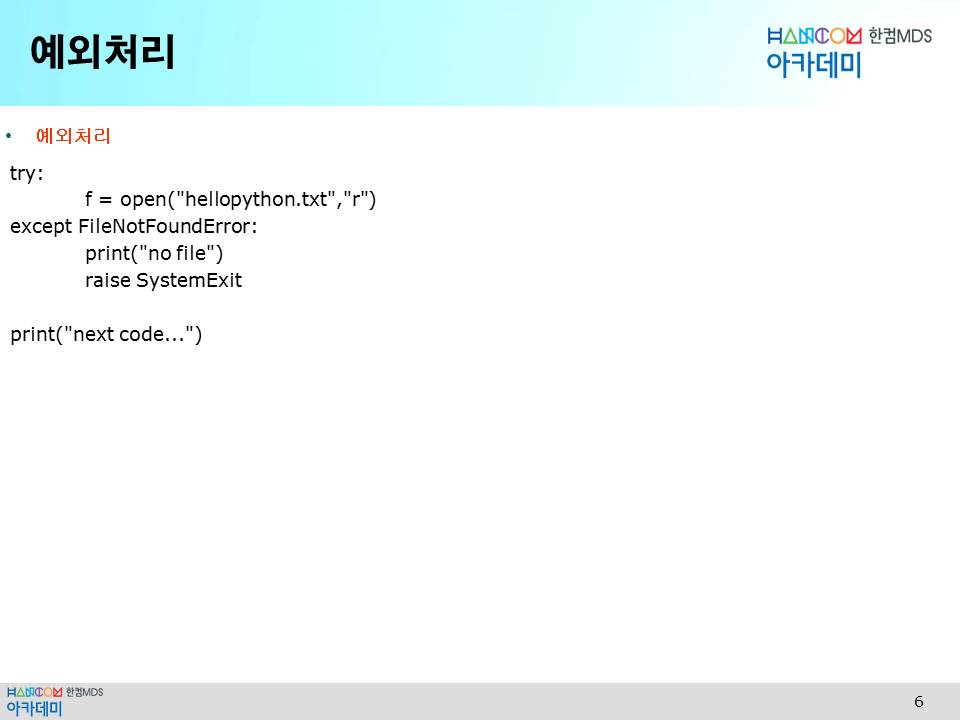 예외처리
HANCOM 한컴MDS
아카데미
• 예외처리
try:
f = open("hellopython.txt","r")
except FileNotFoundError:
print("no file")
raise SystemExit
print("next code...")
HANCOM 한컴MDS
아카데미
6